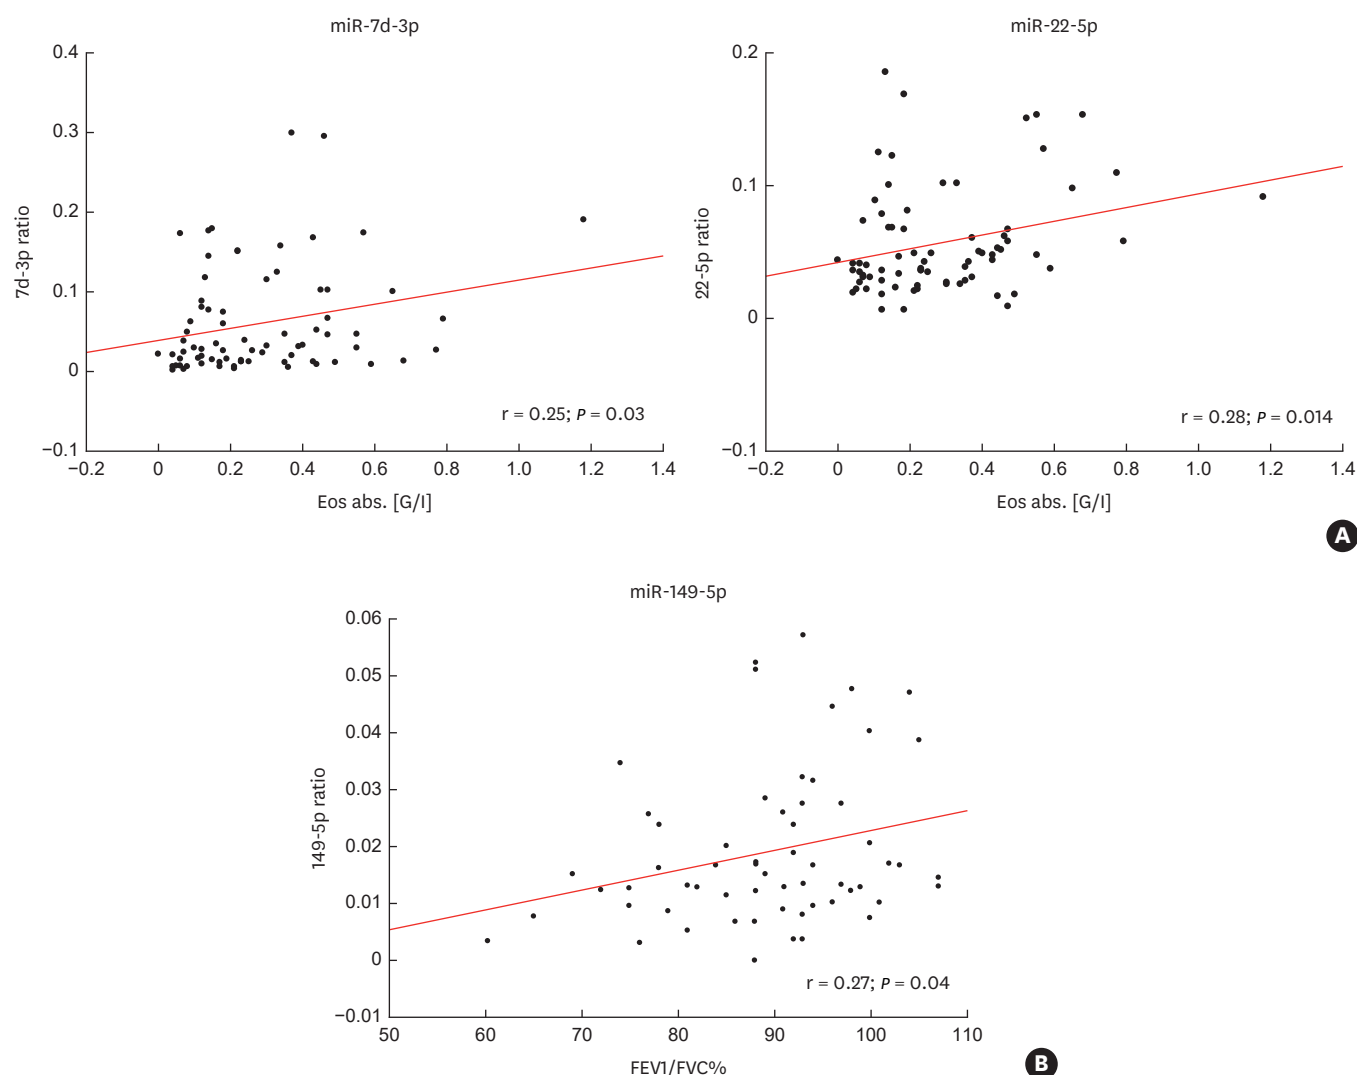 miR-7d-3p
0.4
0.3
0.2
0.1
0
−0.1
7d-3p ratio
−0.2 0 0.2 0.4 0.6 0.8 1.0 1.2 1.4
Eos abs. [G/l]
r = 0.25; P = 0.03
miR-22-5p
0.2
0.1
0
−0.1
22-5p ratio
−0.2 0 0.2 0.4 0.6 0.8 1.0 1.2 1.4
Eos abs. [G/l]
r = 0.28; P = 0.014
A
miR-149-5p
0.06
0.05
0.04
0.03
0.02
0.01
0
−0.01
149-5p ratio
50 60 70 80 90 100 110
FEV1/FVC%
r = 0.27; P = 0.04
B